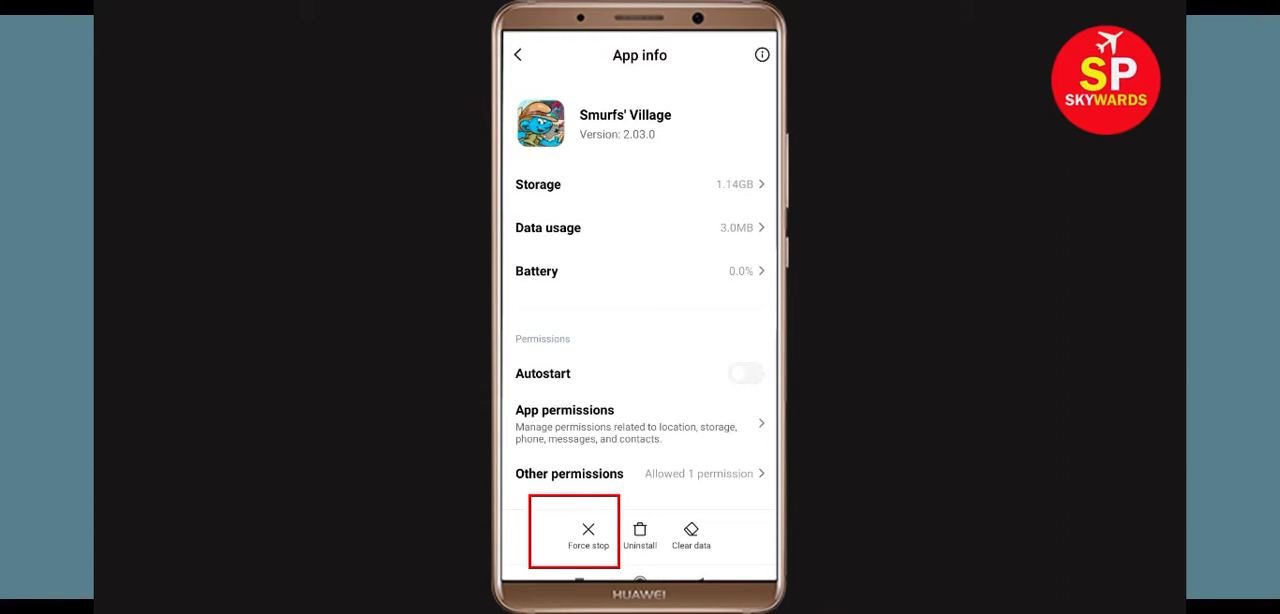 App info
SP
SKYWARDS
Smurfs' Village
Version: 2.03.0
Storage 1.14GB
Data usage 3.0MB
Battery 0.0%
Permissions
Autostart
App permissions
Manage permissions related to location, storage,
phone, messages, and contacts.
Other permissions Allowed 1 permission
Force stop Uninstall Clear data
HUAWEI